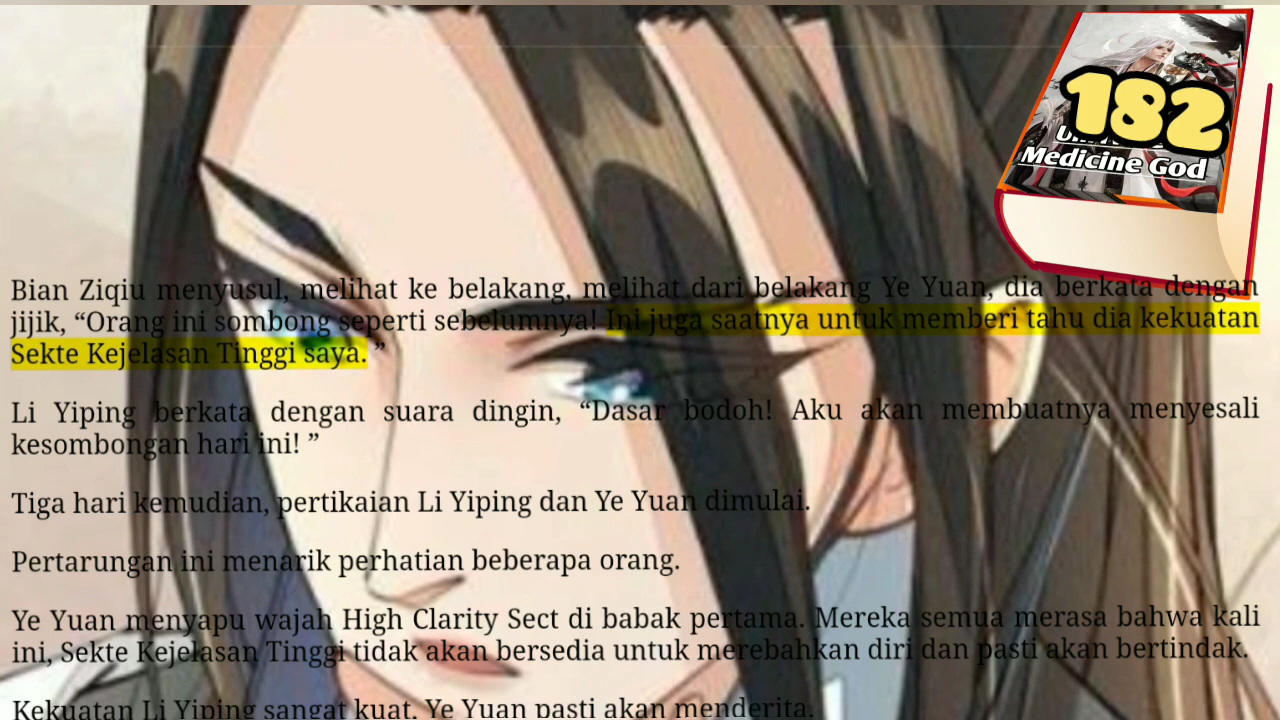 182
Medicine God
Bian Ziqiu menyusul, melihat ke belakang, melihat dari belakang Ye Yuan, dia berkata dengan
jijik, “Orang ini sombong seperti sebelumnya! Ini juga saatnya untuk memberi tahu dia kekuatan
Sekte Kejelasan Tinggi saya. ”
Li Yiping berkata dengan suara dingin, “Dasar bodoh! Aku akan membuatnya menyesali
kesombongan hari ini! ”
Tiga hari kemudian, pertikaian Li Yiping dan Ye Yuan dimulai.
Pertarungan ini menarik perhatian beberapa orang.
Ye Yuan menyapu wajah High Clarity Sect di babak pertama. Mereka semua merasa bahwa kali
ini, Sekte Kejelasan Tinggi tidak akan bersedia untuk merebahkan diri dan pasti akan bertindak.
Kekuatan Li Yiping sangat kuat. Ye Yuan pasti akan menderita.